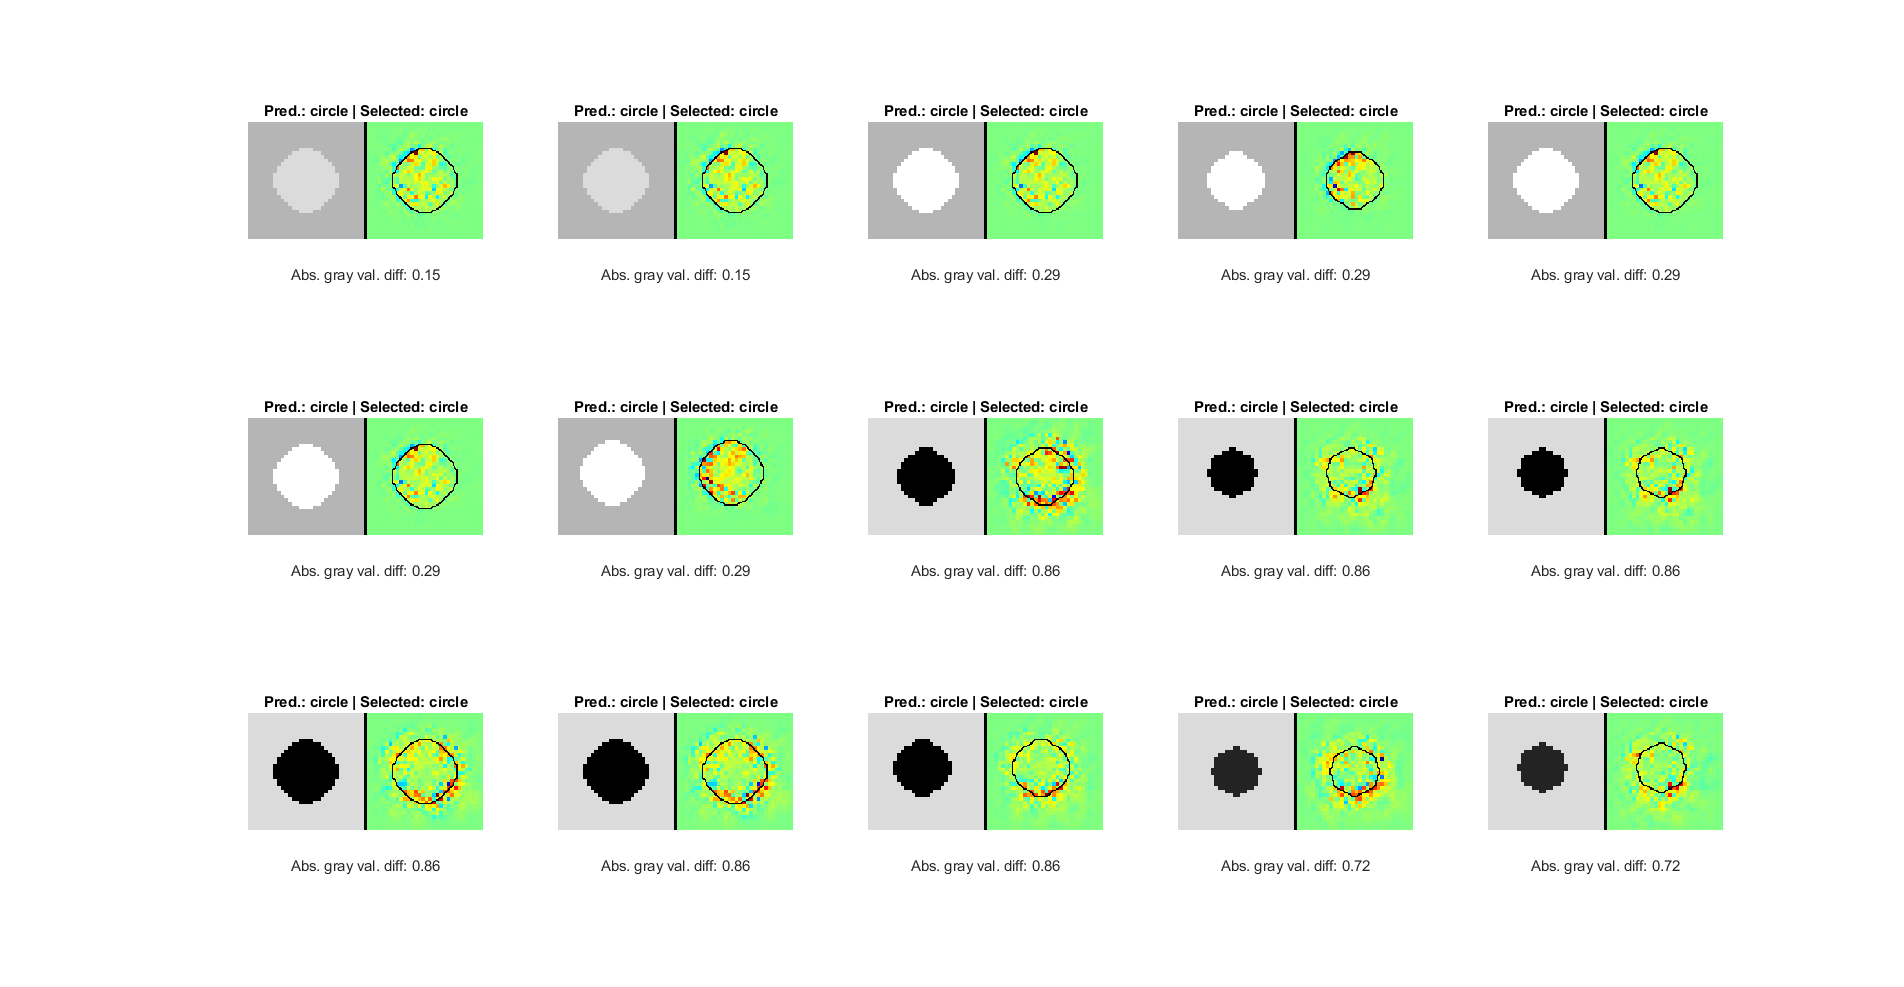 Pred.: circle | Selected: circle
Pred.: circle | Selected: circle
Pred.: circle | Selected: circle
Pred.: circle | Selected: circle
Pred.: circle | Selected: circle
Abs. gray val. diff: 0.15
Abs. gray val. diff: 0.15
Abs. gray val. diff: 0.29
Abs. gray val. diff: 0.29
Abs. gray val. diff: 0.29
Pred.: circle | Selected: circle
Pred.: circle | Selected: circle
Pred.: circle | Selected: circle
Pred.: circle | Selected: circle
Pred.: circle | Selected: circle
Abs. gray val. diff: 0.29
Abs. gray val. diff: 0.29
Abs. gray val. diff: 0.86
Abs. gray val. diff: 0.86
Abs. gray val. diff: 0.86
Pred.: circle | Selected: circle
Pred.: circle | Selected: circle
Pred.: circle | Selected: circle
Pred.: circle | Selected: circle
Pred.: circle | Selected: circle
Abs. gray val. diff: 0.86
Abs. gray val. diff: 0.86
Abs. gray val. diff: 0.86
Abs. gray val. diff: 0.72
Abs. gray val. diff: 0.72